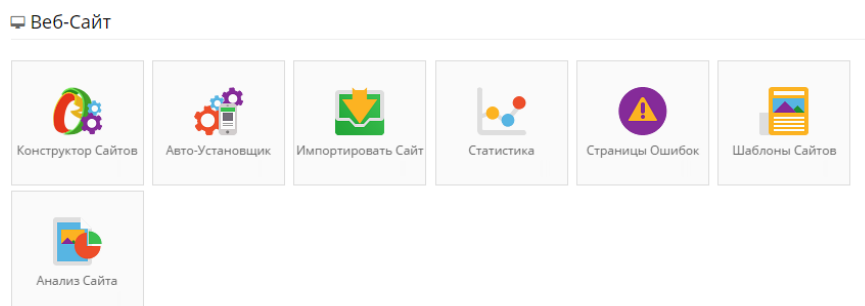 Веб-Сайт
Конструктор Сайтов
Авто-Установщик
Импортировать Сайт
Статистика
Страницы Ошибок
Шаблоны Сайтов
Анализ Сайта